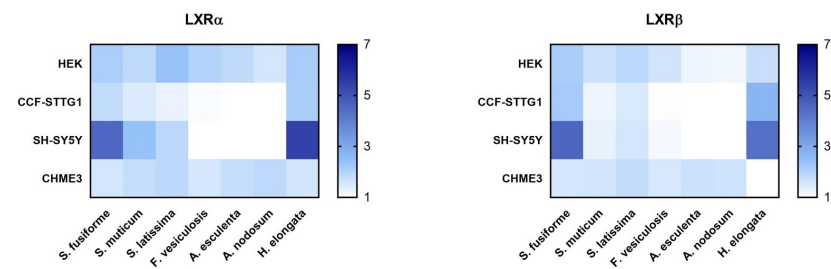 LXRα
7
5
3
1
HEK
CCF-STTG1
SH-SY5Y
CHME3
S. fusiforme
S. muticum
S. latissima
F. vesiculosis
A. esculenta
A. nodosum
H. elongata
LXRβ
7
5
3
1
HEK
CCF-STTG1
SH-SY5Y
CHME3
S. fusiforme
S. muticum
S. latissima
F. vesiculosis
A. esculenta
A. nodosum
H. elongata